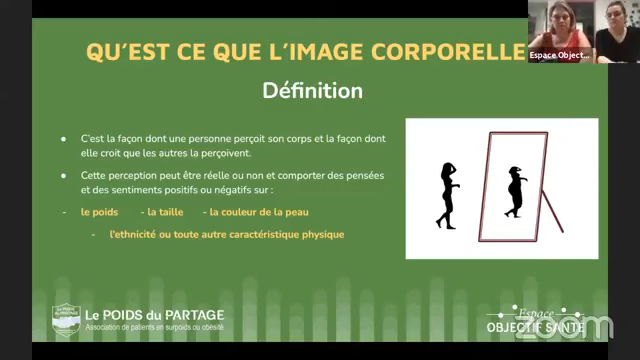 QU'EST CE QUE L'IMAGE CORPORELLE
Espace Object...
Définition
● C'est la façon dont une personne perçoit son corps et la façon dont
elle croit que les autres la perçoivent.
● Cette perception peut être réelle ou non et comporter des pensées
et des sentiments positifs ou négatifs sur :
- le poids - la taille - la couleur de la peau
- l'ethnicité ou toute autre caractéristique physique
Le POIDS du PARTAGE
Association de patients en surpoids ou obésité
Espace
OBJECTIF SANTÉ
zoom